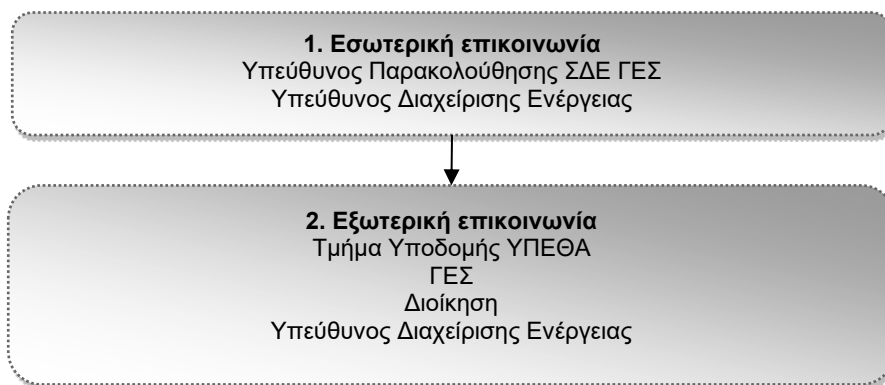 1. Εσωτερική επικοινωνία
Υπεύθυνος Παρακολούθησης ΣΔΕ ΓΕΣ
Υπεύθυνος Διαχείρισης Ενέργειας
2. Εξωτερική επικοινωνία
Τμήμα Υποδομής ΥΠΕΘΑ
ΓΕΣ
Διοίκηση
Υπεύθυνος Διαχείρισης Ενέργειας